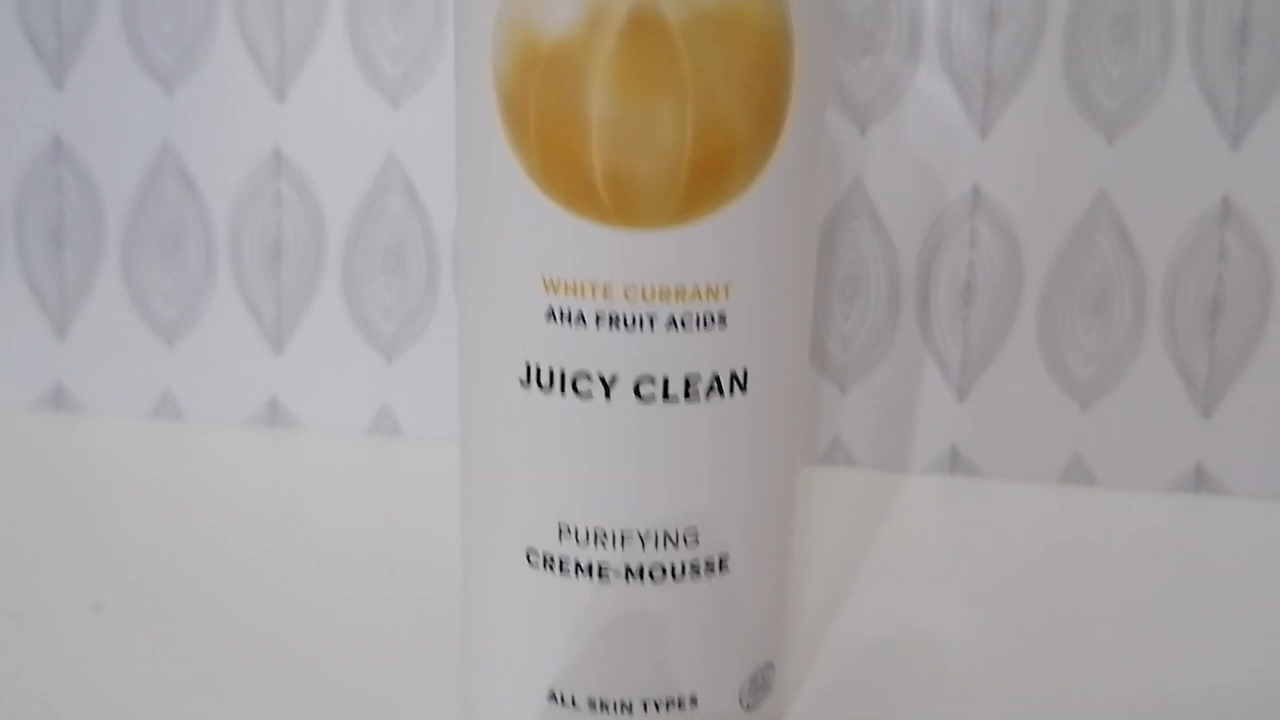 WHITE CURRANT
AHA FRUIT ACIDS
JUICY CLEAN
PURIFYING
CREME-MOUSSE
ALL SKIN TYPES